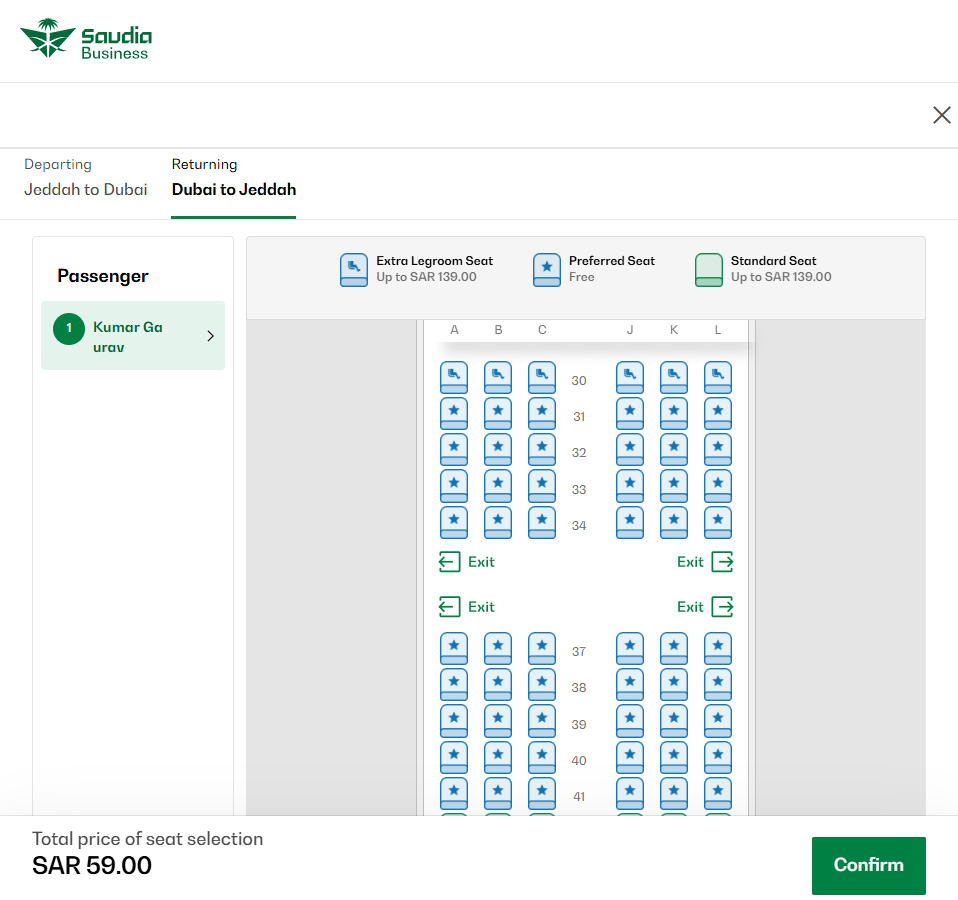 Saudia
Business
Departing
Returning
Jeddah to Dubai
Dubai to Jeddah
Passenger
1
Kumar Ga
urav
Extra Legroom Seat
Up to SAR 139.00
Preferred Seat
Free
Standard Seat
Up to SAR 139.00
A B C J K L
30
31
32
33
34
Exit Exit
Exit Exit
37
38
39
40
41
Total price of seat selection
SAR 59.00
Confirm